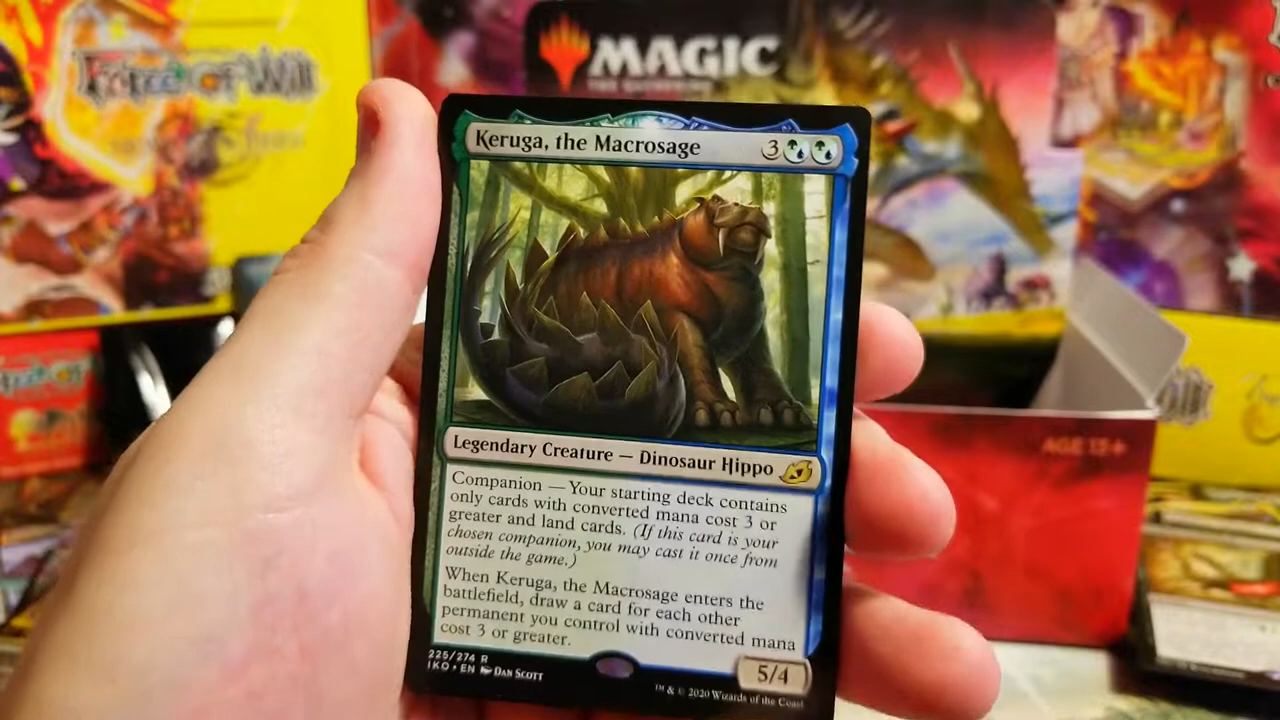 Force of Will
MAGIC
THE GATHERING
Keruga, the Macrosage
3
Legendary Creature — Dinosaur Hippo
Companion — Your starting deck contains
only cards with converted mana cost 3 or
greater and land cards. (If this card is your
chosen companion, you may cast it once from
outside the game.)
When Keruga, the Macrosage enters the
battlefield, draw a card for each other
permanent you control with converted mana
cost 3 or greater.
225/274 R
IKO • EN DAN SCOTT
5/4
™ & © 2020 Wizards of the Coast
AGE 13+